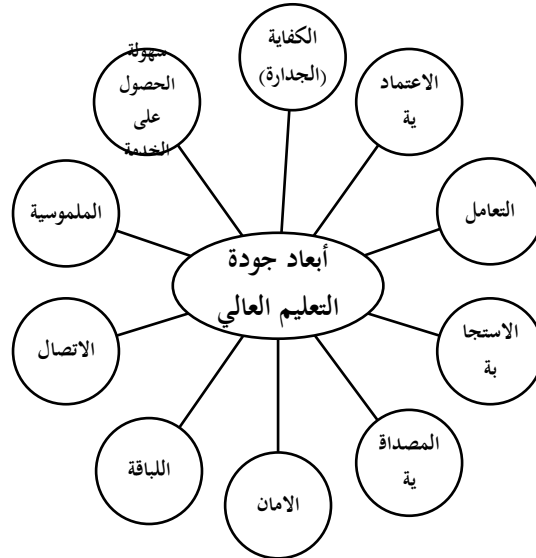 الكفاية
(الجدارة)
الاعتماد
ية
التعامل
الاستجا
بة
المصداق
ية
الامان
اللباقة
الاتصال
الملموسية
سهولة
الحصول
على
الخدمة
أبعاد جودة
التعليم العالي